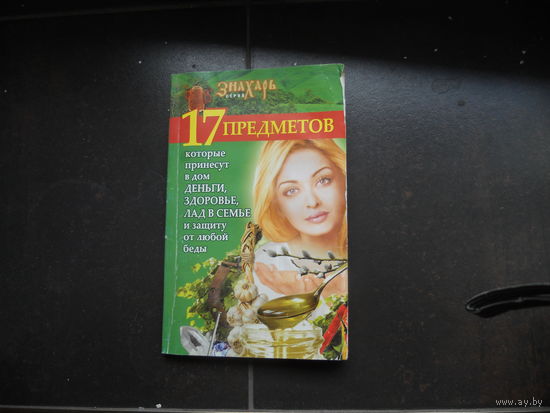 ЗНАХАРЬ
СЕРИЯ
17 ПРЕДМЕТОВ
которые
принесут
в дом
ДЕНЬГИ,
ЗДОРОВЬЕ,
ЛАД В СЕМЬЕ
и защиту
от любой
беды
www.ay.by